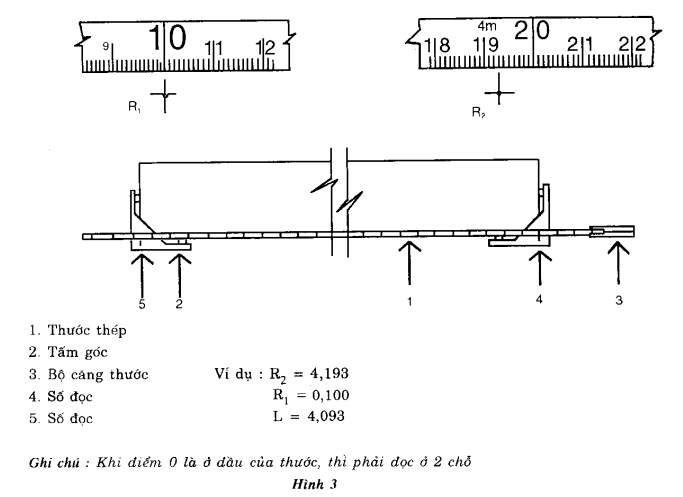 9 10 11 12
R1
4m
18 19 20 21 22
R2
5 2 1 4 3
1. Thước thép
2. Tấm góc
3. Bộ căng thước Ví dụ : R2 = 4,193
4. Số đọc R1 = 0,100
5. Số đọc L = 4,093
Ghi chú : Khi điểm 0 là ở đầu của thước, thì phải đọc ở 2 chỗ
Hình 3